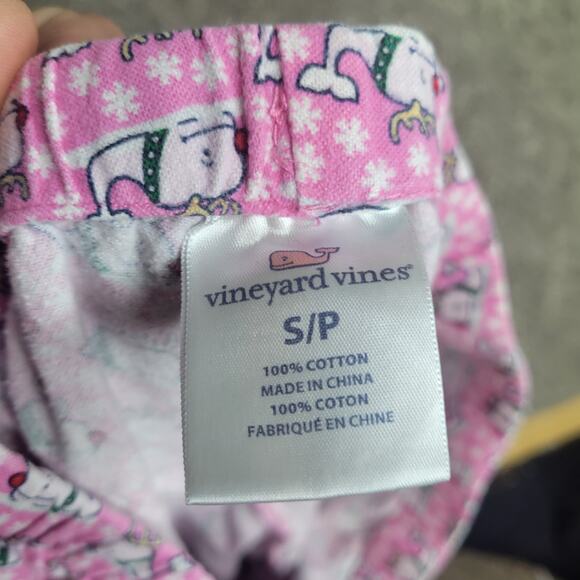 vineyard vines®
S/P
100% COTTON
MADE IN CHINA
100% COTON
FABRIQUÉ EN CHINE